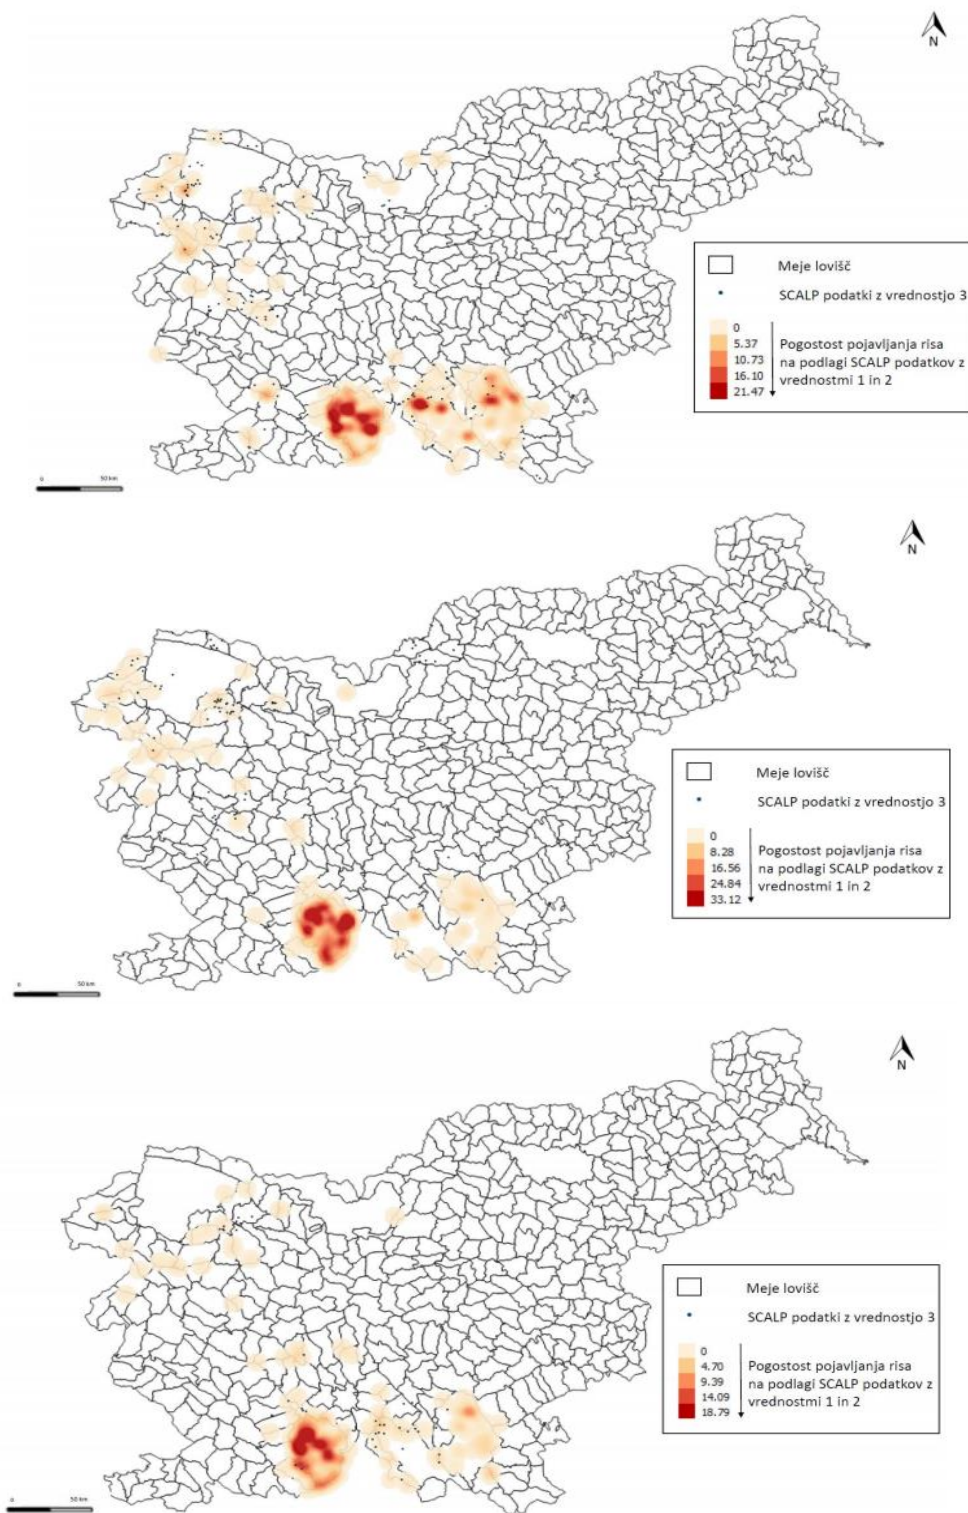 N
Meje lovišč
SCALP podatki z vrednostjo 3
0
5.37
10.73
16.10
21.47
Pogostost pojavljanja risa
na podlagi SCALP podatkov z
vrednostmi 1 in 2
0
50 km
N
Meje lovišč
SCALP podatki z vrednostjo 3
0
8.28
16.56
24.84
33.12
Pogostost pojavljanja risa
na podlagi SCALP podatkov z
vrednostmi 1 in 2
0
50 km
N
Meje lovišč
SCALP podatki z vrednostjo 3
0
4.70
9.39
14.09
18.79
Pogostost pojavljanja risa
na podlagi SCALP podatkov z
vrednostmi 1 in 2
0
50 km